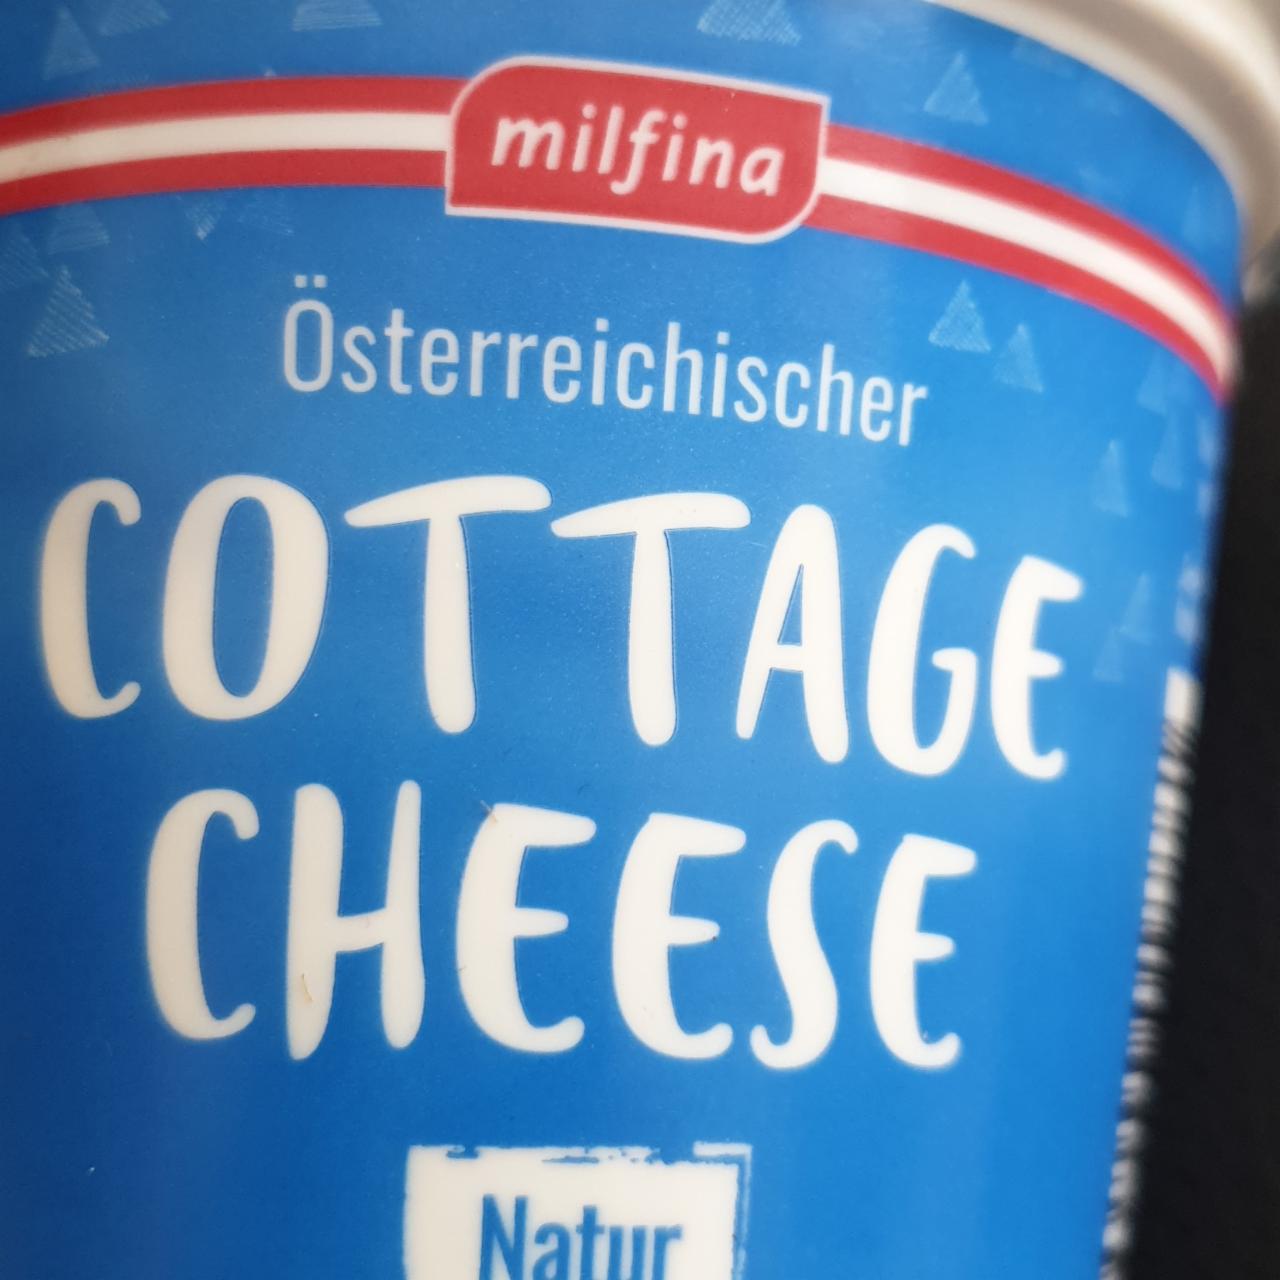 milfina
Österreichischer
COTTAGE
CHEESE
Natur